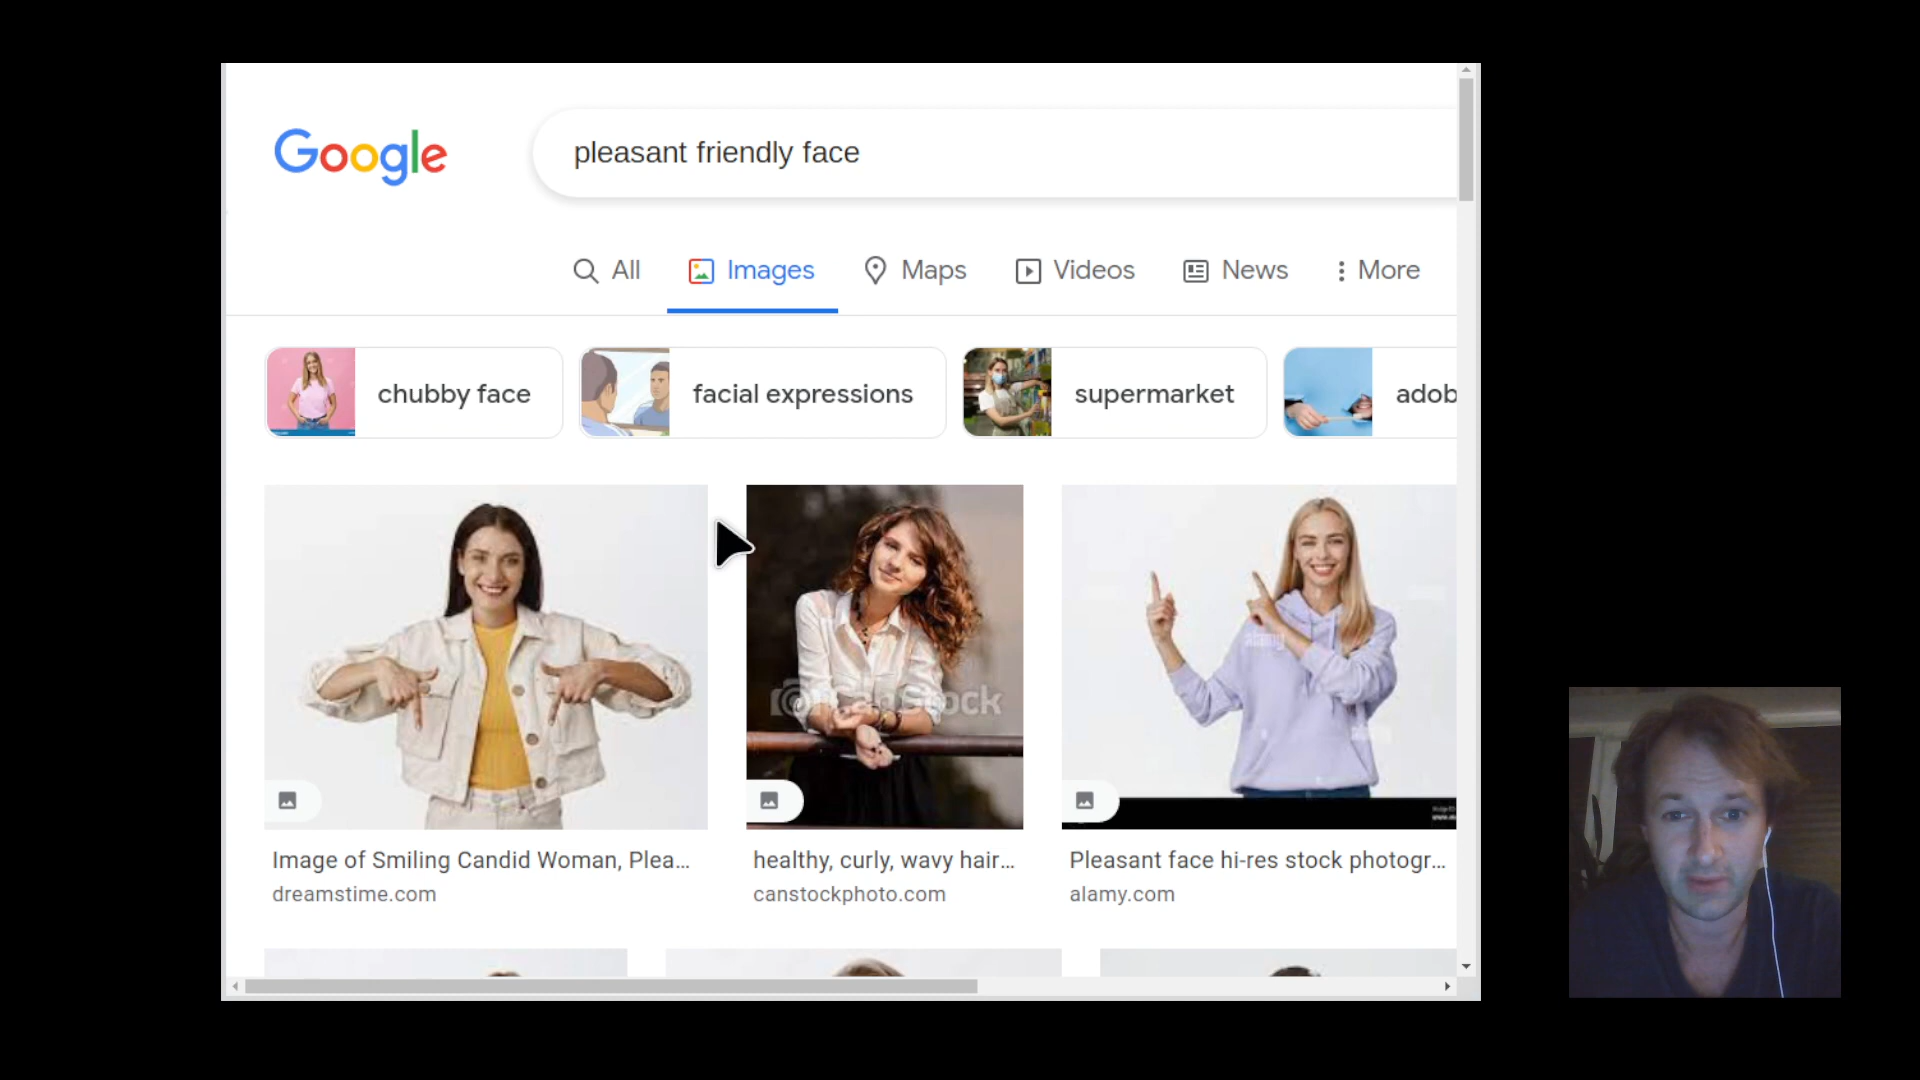 Google
pleasant friendly face
All
Images
Maps
Videos
News
More
chubby face
facial expressions
supermarket
adob
CanStock
alamy
Image of Smiling Candid Woman, Plea...
healthy, curly, wavy hair...
Pleasant face hi-res stock photogr...
dreamstime.com
canstockphoto.com
alamy.com